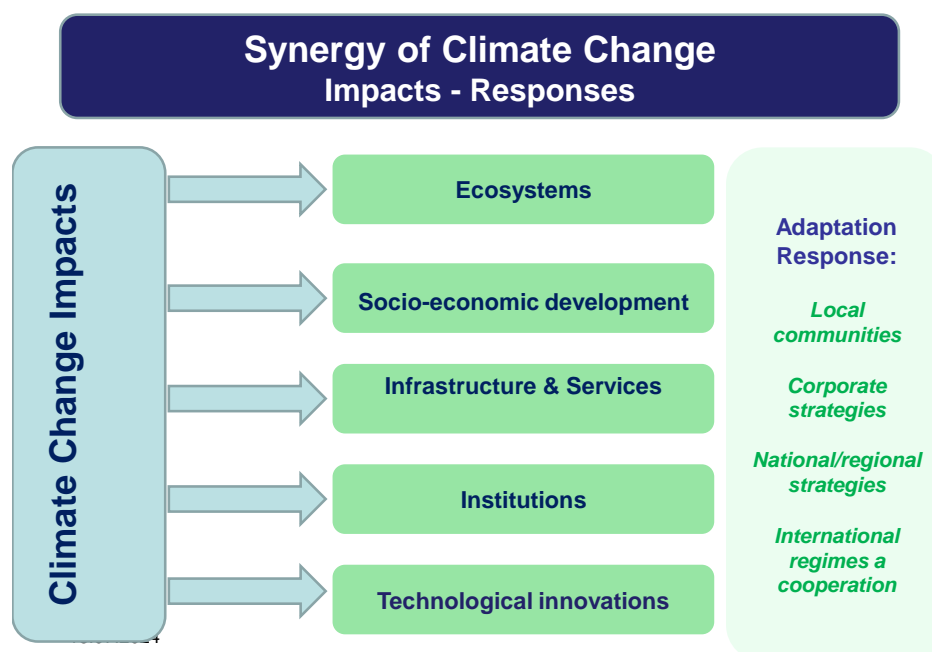 Synergy of Climate Change
Impacts - Responses
Climate Change Impacts
Ecosystems
Socio-economic development
Infrastructure & Services
Institutions
Technological innovations
Adaptation
Response:
Local
communities
Corporate
strategies
National/regional
strategies
International
regimes a
cooperation